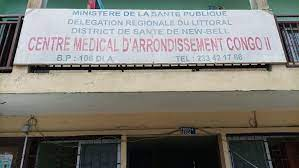 MINISTERE DE LA SANTE PUBLIQUE
DELEGATION REGIONALE DU LITTORAL
DISTRICT DE SANTE DE NEW-BELL
CENTRE MEDICAL D'ARRONDISSEMENT CONGO II
B.P.: 106 DLA. TEL.: 233 42 17 66